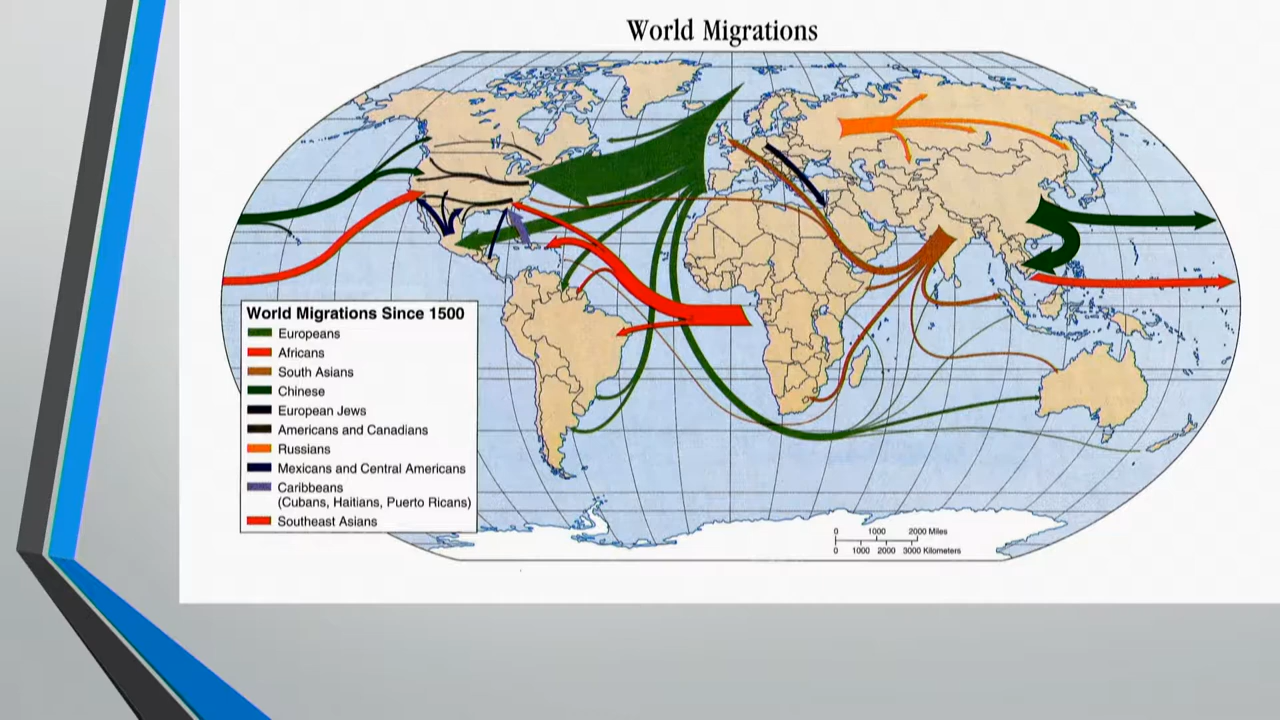 World Migrations
World Migrations Since 1500
Europeans
Africans
South Asians
Chinese
European Jews
Americans and Canadians
Russians
Mexicans and Central Americans
Caribbeans
(Cubans, Haitians, Puerto Ricans)
Southeast Asians
0 1000 2000 Miles
0 1000 2000 3000 Kilometers